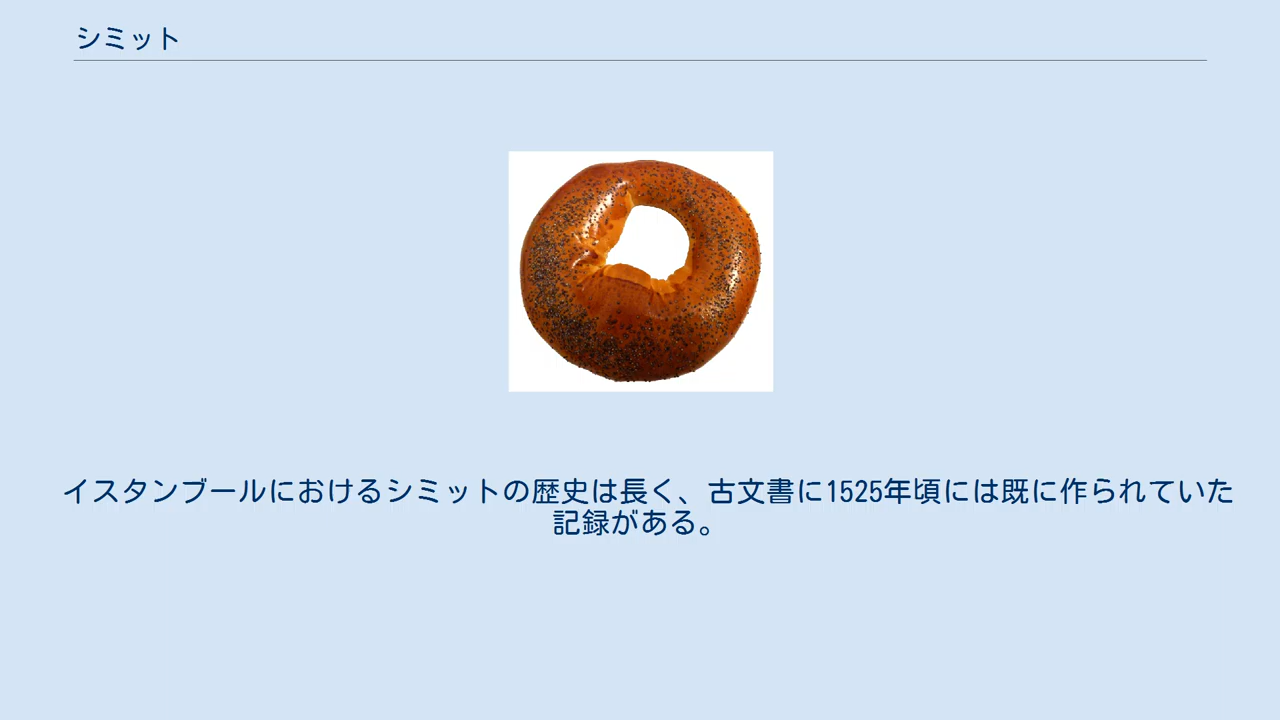 シミット
イスタンブールにおけるシミットの歴史は長く、古文書に1525年頃には既に作られていた
記録がある。